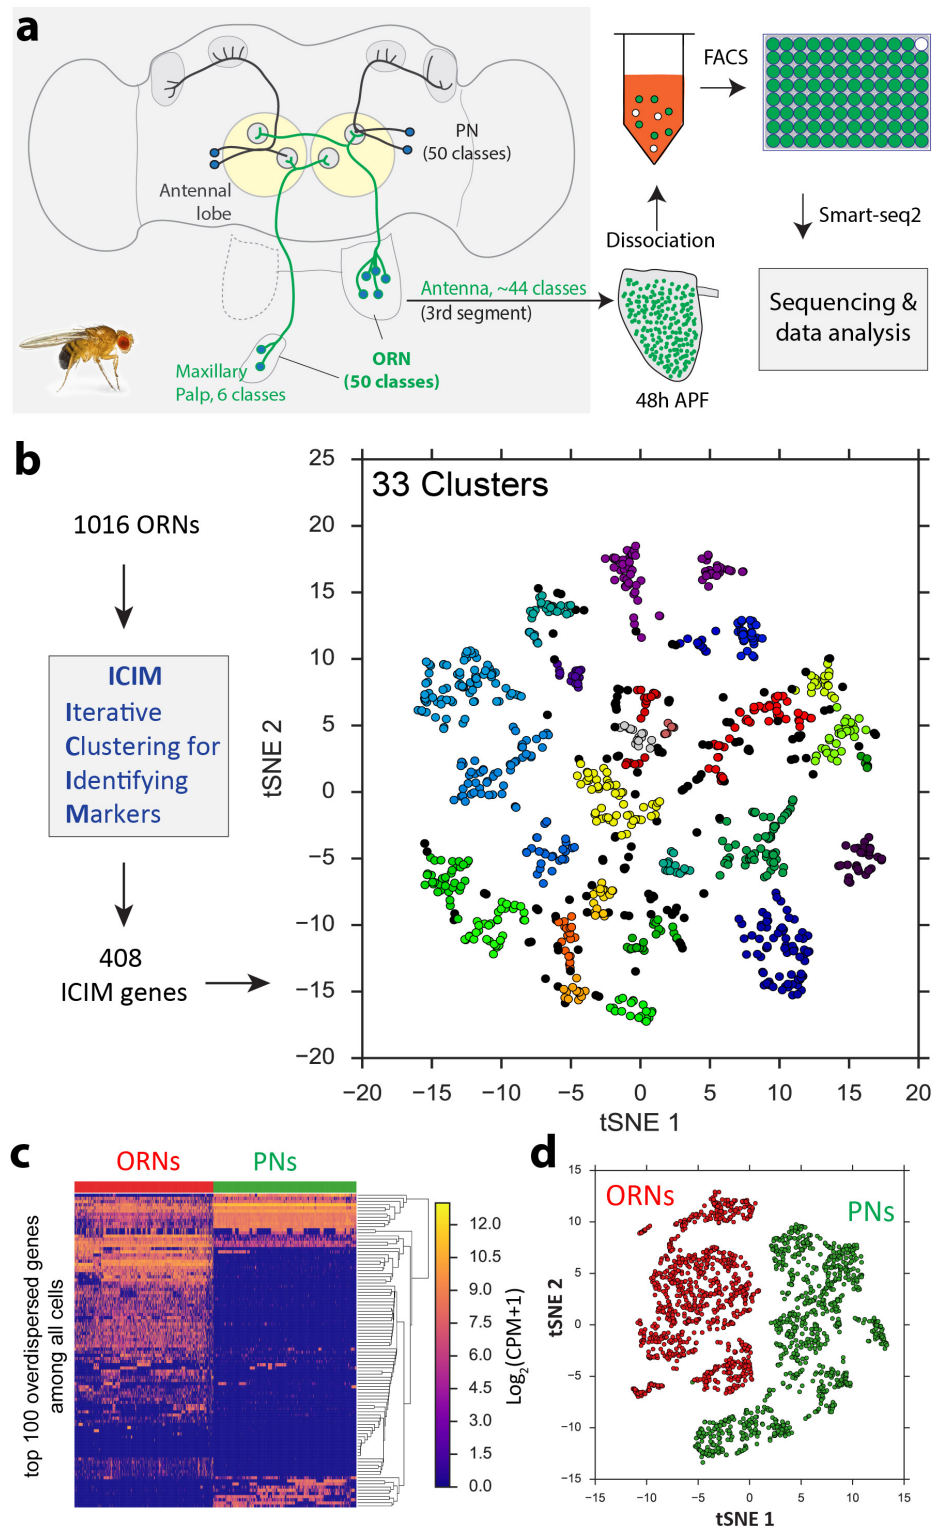 a
PN
(50 classes)
Antennal
lobe
Antenna, ~44 classes
(3rd segment)
ORN
(50 classes)
Maxillary
Palp, 6 classes
FACS
Smart-seq2
Dissociation
48h APF
Sequencing &
data analysis
b
1016 ORNs
ICIM
Iterative
Clustering for
Identifying
Markers
408
ICIM genes
33 Clusters
25
20
15
10
5
0
−5
−10
−15
−20
tSNE 2
−20 −15 −10 −5 0 5 10 15 20
tSNE 1
c
ORNs PNs
top 100 overdispersed genes
among all cells
12.0
10.5
9.0
7.5
6.0
4.5
3.0
1.5
0.0
Log2(CPM+1)
d
ORNs
PNs
15
10
5
0
−5
−10
−15
tSNE 2
−15 −10 −5 0 5 10 15
tSNE 1